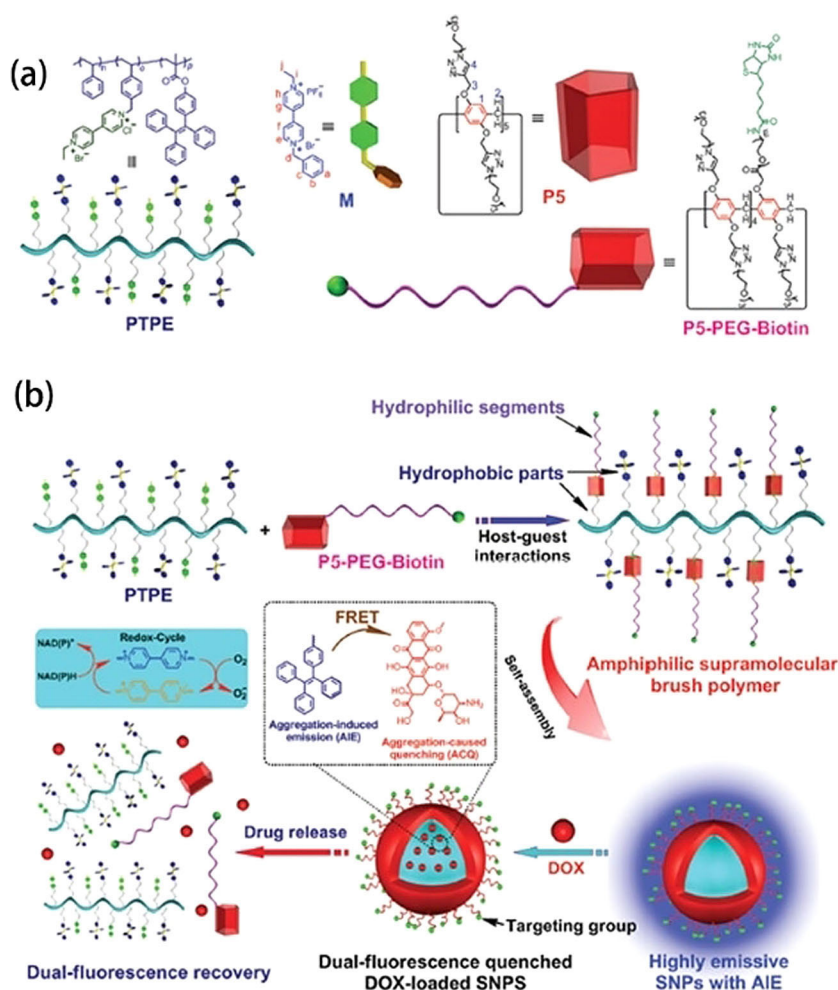 (a)
PTPE
M
P5
P5-PEG-Biotin
(b)
Hydrophilic segments
Hydrophobic parts
PTPE
+
P5-PEG-Biotin
Host-guest
interactions
Amphiphilic supramolecular
brush polymer
Redox-Cycle
NAD(P)+
NAD(P)H
O2
O2-
FRET
Aggregation-induced
emission (AIE)
Aggregation-caused
quenching (ACQ)
Self-assembly
Drug release
DOX
Targeting group
Dual-fluorescence recovery
Dual-fluorescence quenched
DOX-loaded SNPS
Highly emissive
SNPs with AIE